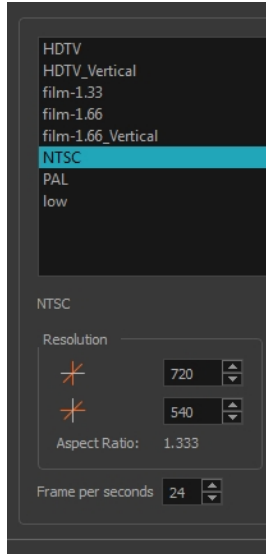 HDTV
HDTV_Vertical
film-1.33
film-1.66
film-1.66_Vertical
NTSC
PAL
low
NTSC
Resolution
720
540
Aspect Ratio: 1.333
Frame per seconds 24